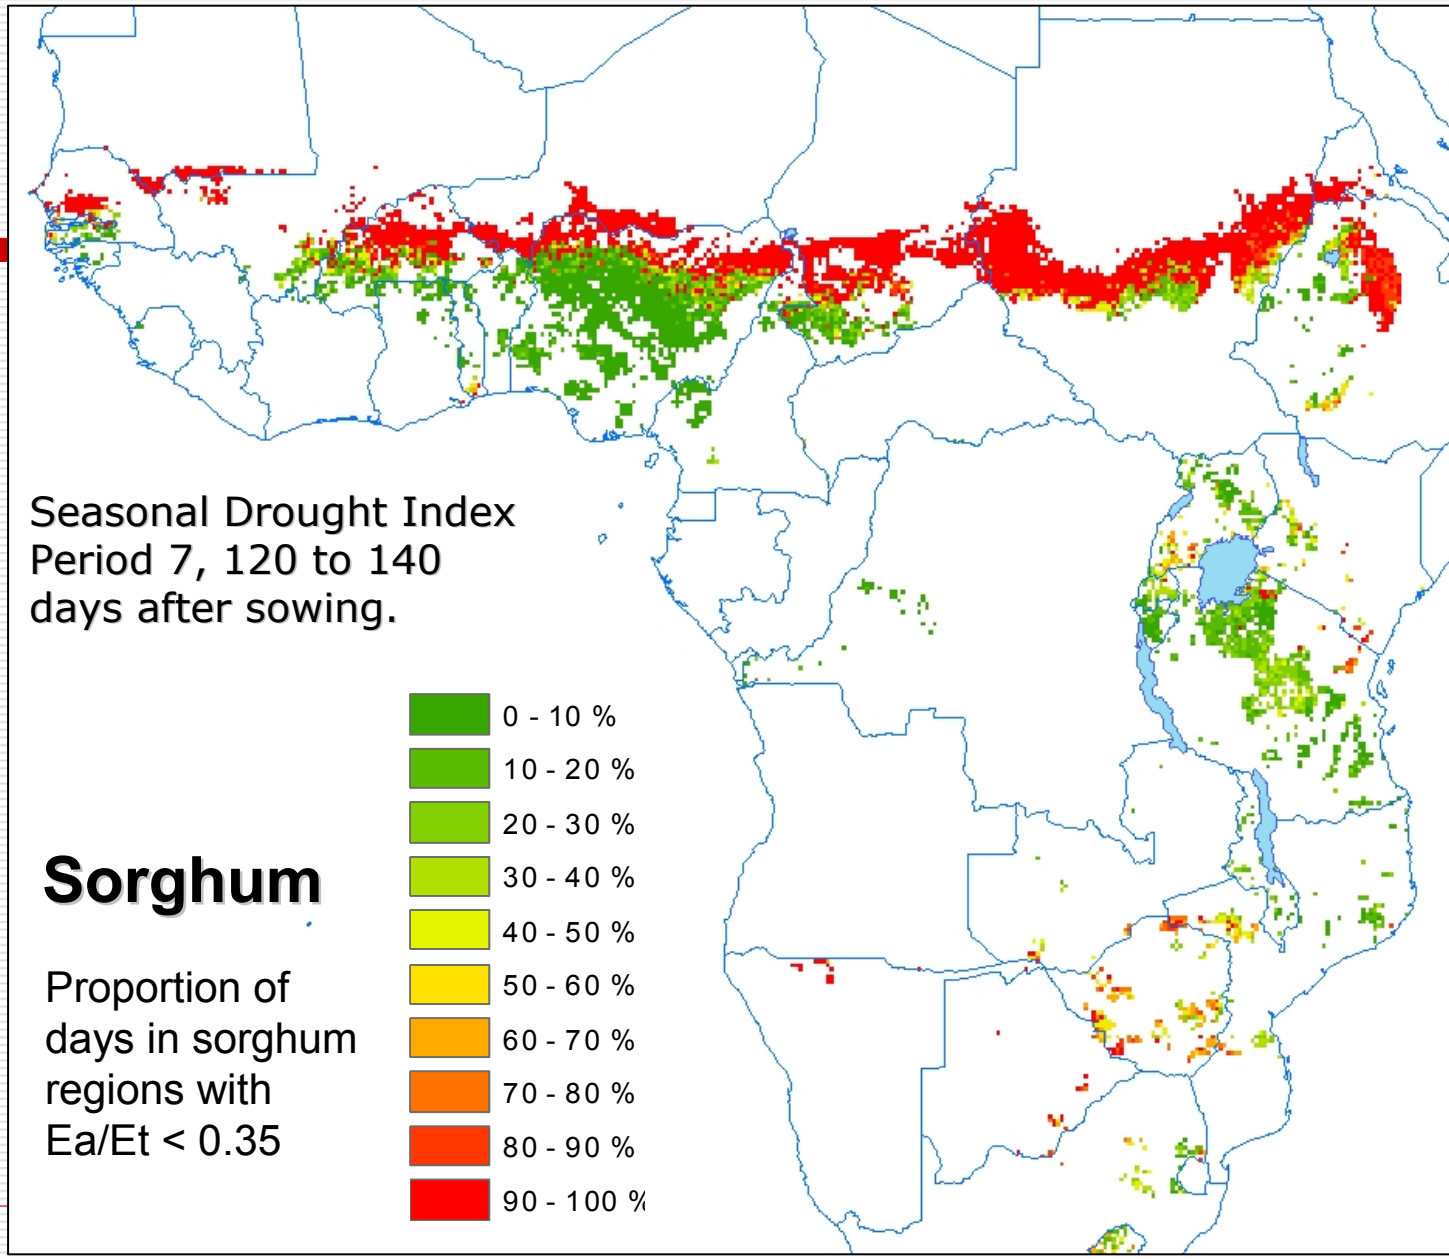 Seasonal Drought Index
Period 7, 120 to 140
days after sowing.
0 - 10 %
10 - 20 %
20 - 30 %
30 - 40 %
40 - 50 %
50 - 60 %
60 - 70 %
70 - 80 %
80 - 90 %
90 - 100 %
Sorghum
Proportion of
days in sorghum
regions with
Ea/Et < 0.35